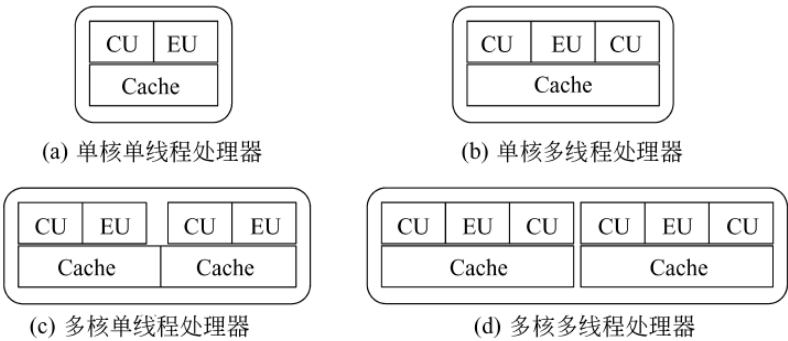 CU EU CU EU CU
Cache Cache
(a) 单核单线程处理器 (b) 单核多线程处理器
CU EU CU EU CU EU CU CU EU CU
Cache Cache Cache Cache
(c) 多核单线程处理器 (d) 多核多线程处理器